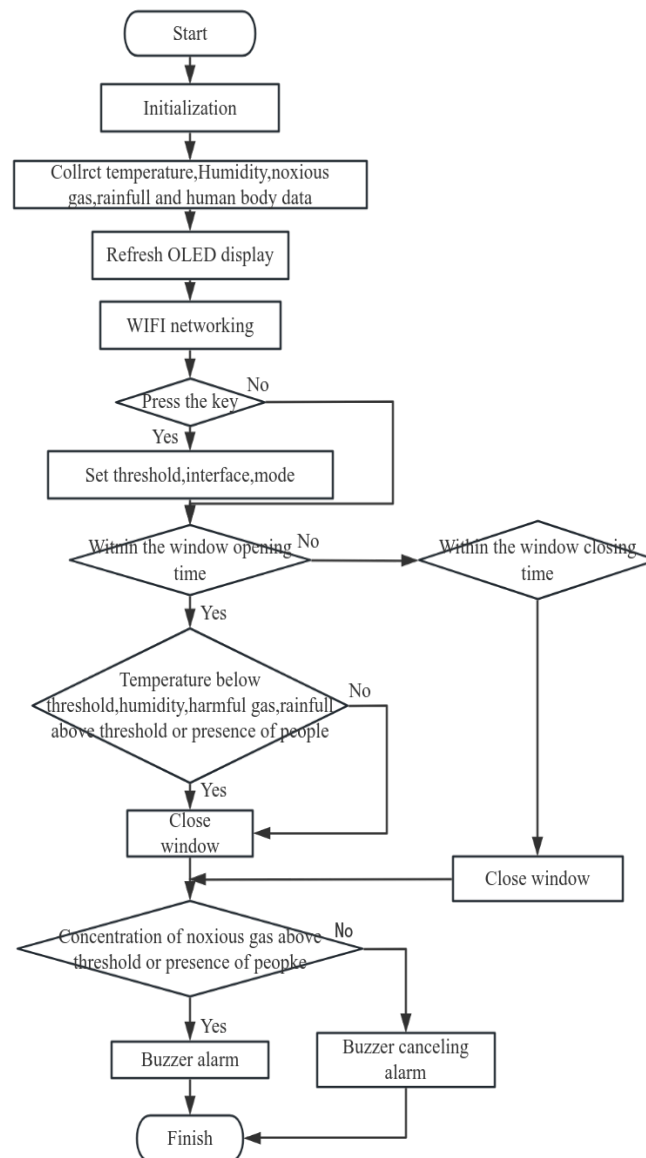 Start
Initialization
Collrct temperature,Humidity,noxious
gas,rainfull and human body data
Refresh OLED display
WIFI networking
No
Press the key
Yes
Set threshold,interface,mode
Witnin the window opening
time
No
Within the window closing
time
Yes
Temperature below
threshold,humidity,harmful gas,rainfull
above threshold or presence of people
No
Yes
Close
window
Close window
Concentration of noxious gas above
threshold or presence of peopke
No
Yes
Buzzer alarm
Buzzer canceling
alarm
Finish